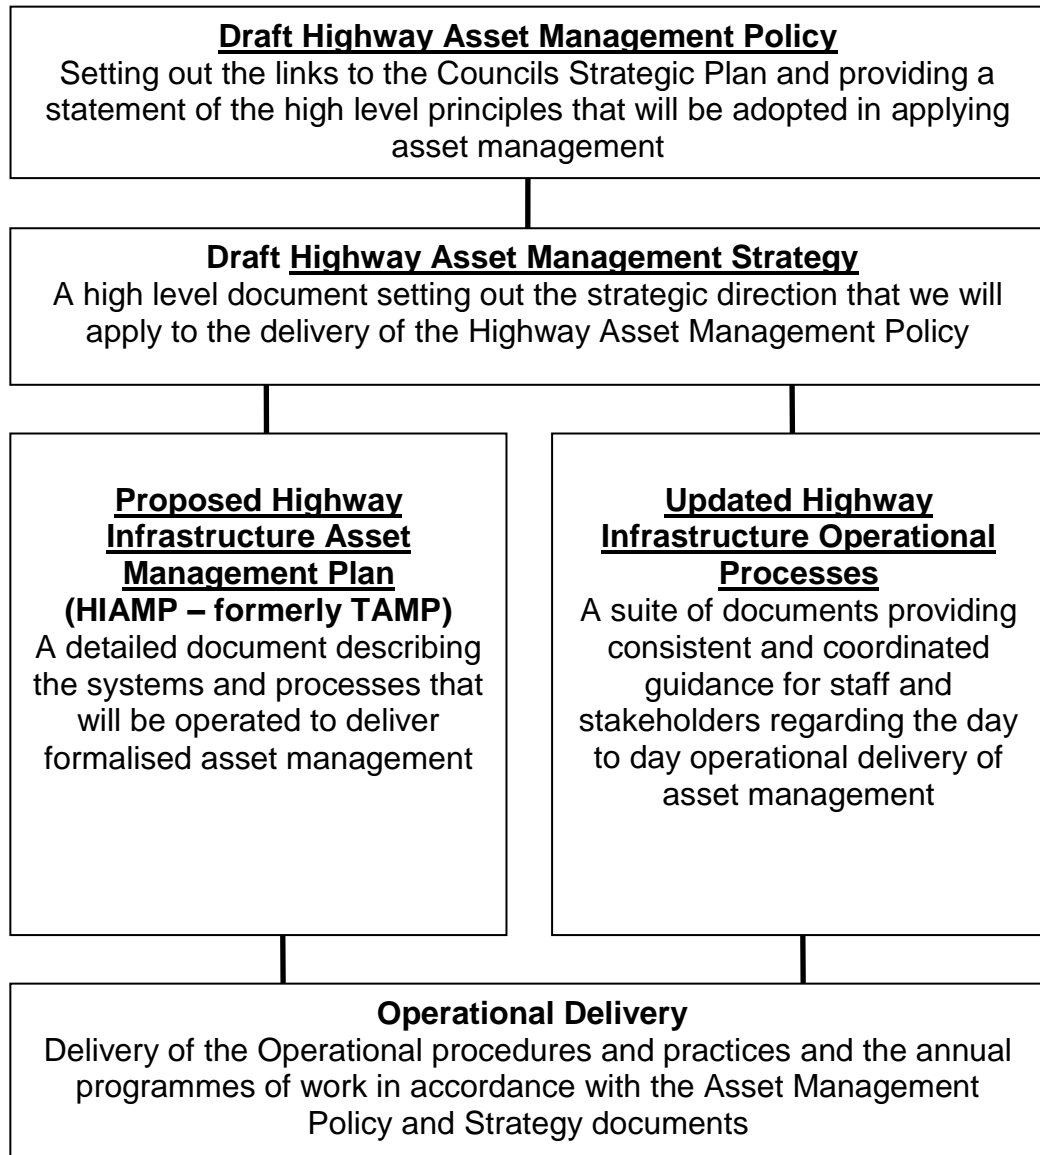 Draft Highway Asset Management Policy
Setting out the links to the Councils Strategic Plan and providing a
statement of the high level principles that will be adopted in applying
asset management
Draft Highway Asset Management Strategy
A high level document setting out the strategic direction that we will
apply to the delivery of the Highway Asset Management Policy
Proposed Highway
Infrastructure Asset
Management Plan
(HIAMP – formerly TAMP)
A detailed document describing
the systems and processes that
will be operated to deliver
formalised asset management
Updated Highway
Infrastructure Operational
Processes
A suite of documents providing
consistent and coordinated
guidance for staff and
stakeholders regarding the day
to day operational delivery of
asset management
Operational Delivery
Delivery of the Operational procedures and practices and the annual
programmes of work in accordance with the Asset Management
Policy and Strategy documents